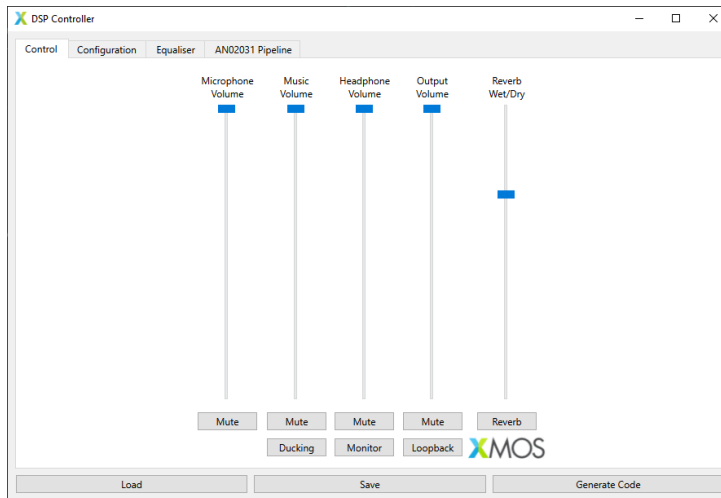 DSP Controller
Control Configuration Equaliser AN02031 Pipeline
Microphone Music Headphone Output Reverb
Volume Volume Volume Volume Wet/Dry
Mute Mute Mute Mute Reverb
Ducking Monitor Loopback XMOS
Load Save Generate Code